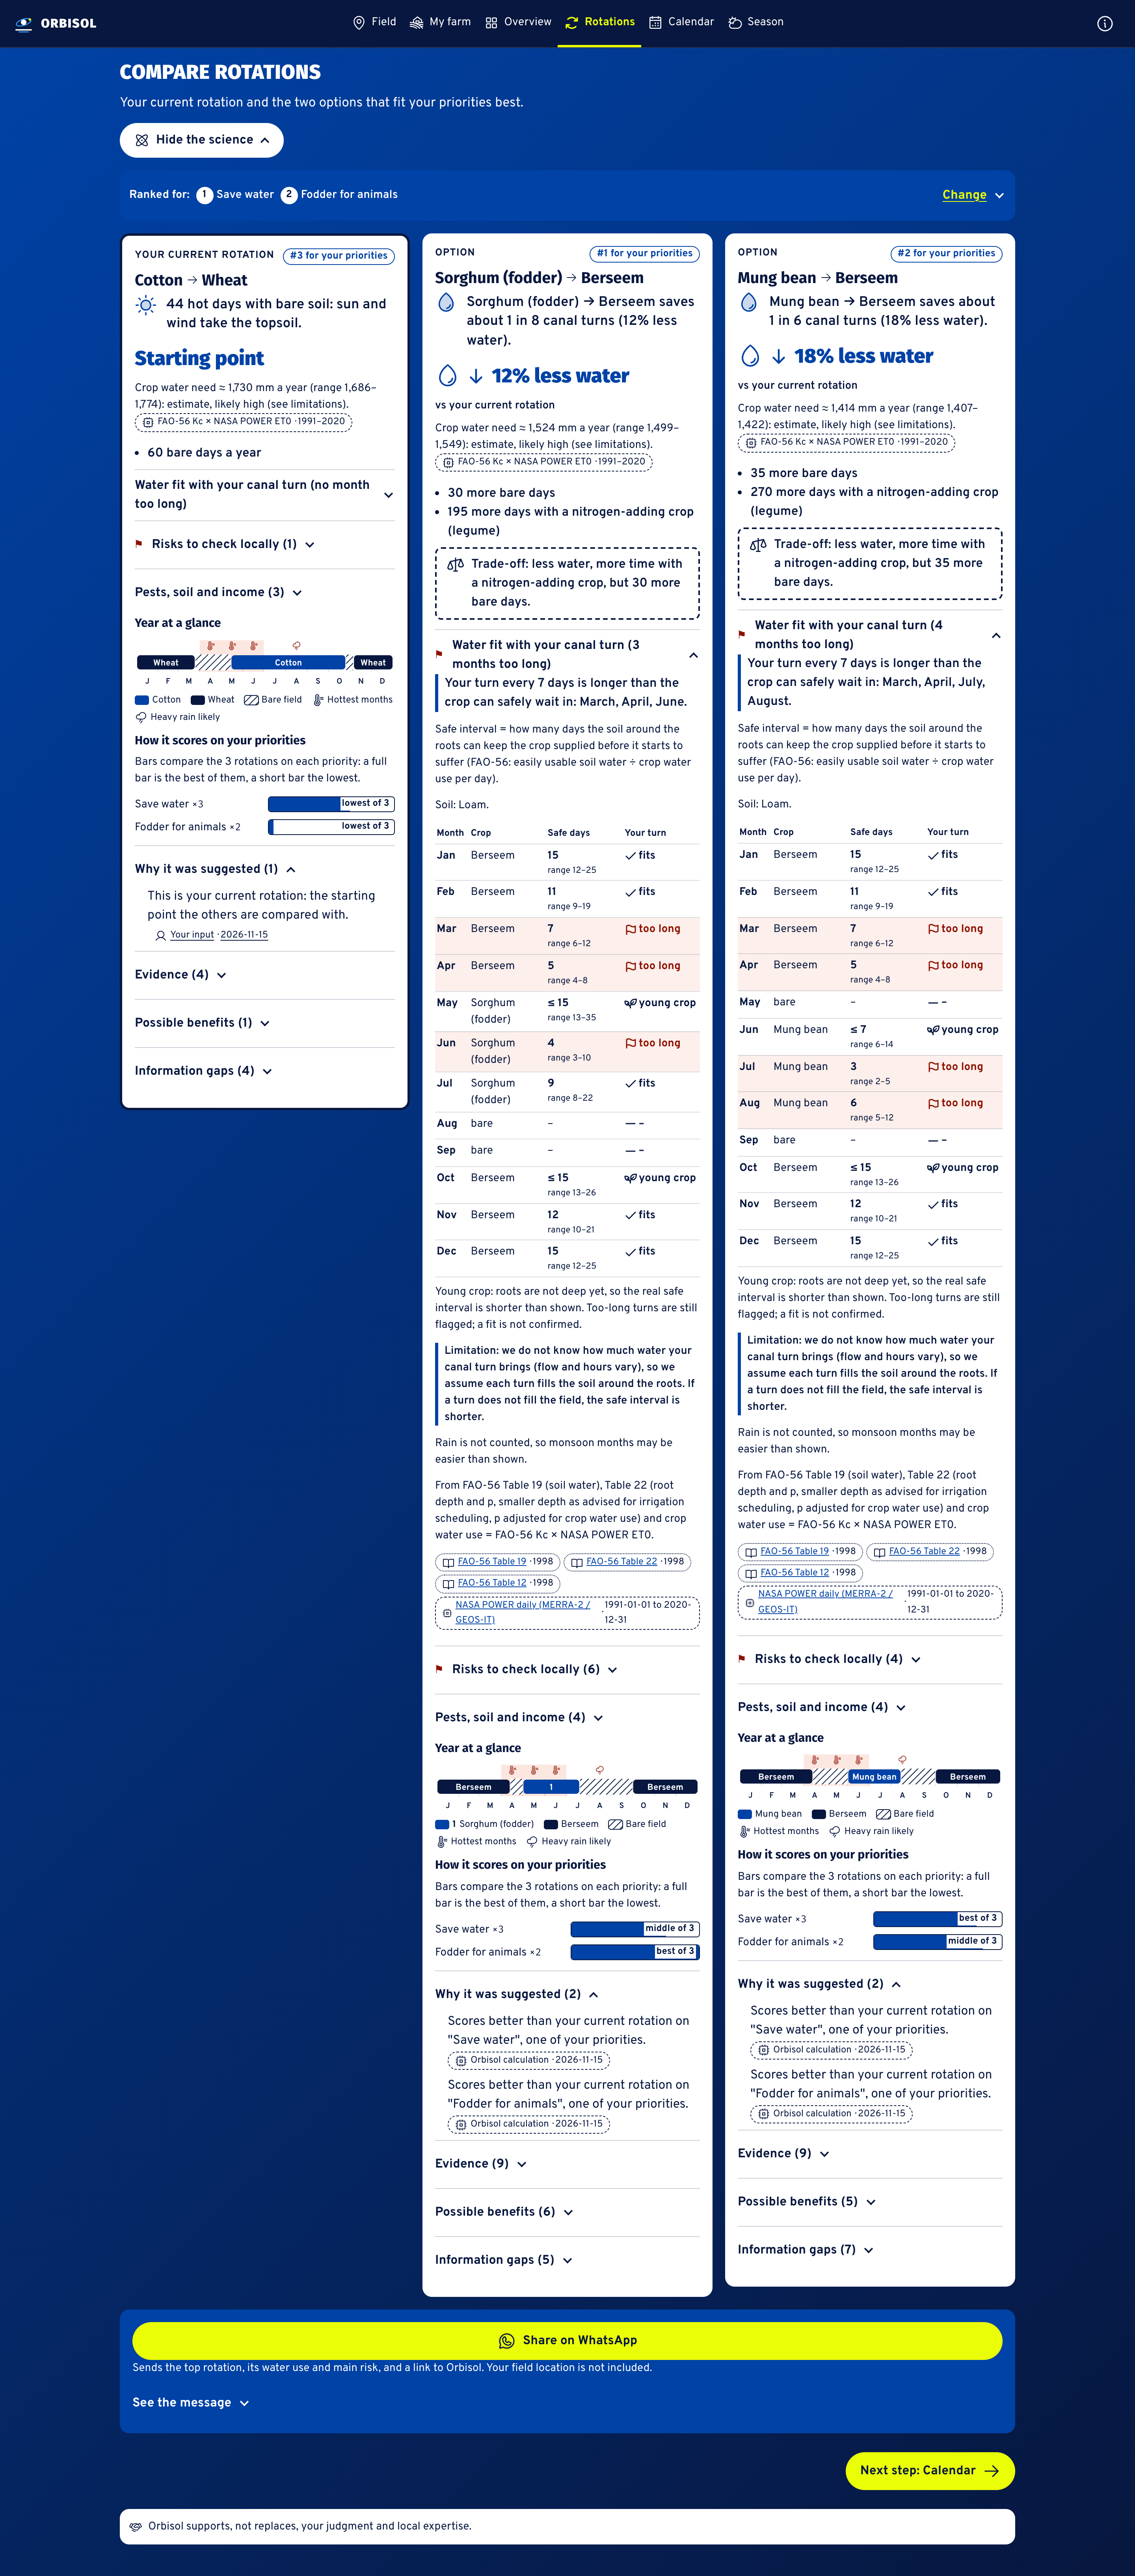 ORBISOL
Field
My farm
Overview
Rotations
Calendar
Season
COMPARE ROTATIONS
Your current rotation and the two options that fit your priorities best.
Hide the science
Ranked for: 1 Save water 2 Fodder for animals
Change
YOUR CURRENT ROTATION
#3 for your priorities
Cotton → Wheat
44 hot days with bare soil: sun and
wind take the topsoil.
Starting point
Crop water need ≈ 1,730 mm a year (range 1,686–
1,774): estimate, likely high (see limitations).
FAO-56 Kc × NASA POWER ET0 · 1991–2020
• 60 bare days a year
Water fit with your canal turn (no month
too long)
Risks to check locally (1)
Pests, soil and income (3)
Year at a glance
Wheat
Cotton
Wheat
J F M A M J J A S O N D
Cotton
Wheat
Bare field
Hottest months
Heavy rain likely
How it scores on your priorities
Bars compare the 3 rotations on each priority: a full
bar is the best of them, a short bar the lowest.
Save water ×3
lowest of 3
Fodder for animals ×2
lowest of 3
Why it was suggested (1)
This is your current rotation: the starting
point the others are compared with.
Your input · 2026-11-15
Evidence (4)
Possible benefits (1)
Information gaps (4)
OPTION
#1 for your priorities
Sorghum (fodder) → Berseem
Sorghum (fodder) → Berseem saves
about 1 in 8 canal turns (12% less
water).
↓ 12% less water
vs your current rotation
Crop water need ≈ 1,524 mm a year (range 1,499–
1,549): estimate, likely high (see limitations).
FAO-56 Kc × NASA POWER ET0 · 1991–2020
• 30 more bare days
• 195 more days with a nitrogen-adding crop
(legume)
Trade-off: less water, more time with
a nitrogen-adding crop, but 30 more
bare days.
Water fit with your canal turn (3
months too long)
Your turn every 7 days is longer than the
crop can safely wait in: March, April, June.
Safe interval = how many days the soil around the
roots can keep the crop supplied before it starts to
suffer (FAO-56: easily usable soil water ÷ crop water
use per day).
Soil: Loam.
Month Crop Safe days Your turn
Jan Berseem 15 fits
range 12–25
Feb Berseem 11 fits
range 9–19
Mar Berseem 7 too long
range 6–12
Apr Berseem 5 too long
range 4–8
May Sorghum ≤ 15 young crop
(fodder) range 13–35
Jun Sorghum 4 too long
(fodder) range 3–10
Jul Sorghum 9 fits
(fodder) range 8–22
Aug bare – — –
Sep bare – — –
Oct Berseem ≤ 15 young crop
range 13–26
Nov Berseem 12 fits
range 10–21
Dec Berseem 15 fits
range 12–25
Young crop: roots are not deep yet, so the real safe
interval is shorter than shown. Too-long turns are still
flagged; a fit is not confirmed.
Limitation: we do not know how much water your
canal turn brings (flow and hours vary), so we
assume each turn fills the soil around the roots. If
a turn does not fill the field, the safe interval is
shorter.
Rain is not counted, so monsoon months may be
easier than shown.
From FAO-56 Table 19 (soil water), Table 22 (root
depth and p, smaller depth as advised for irrigation
scheduling, p adjusted for crop water use) and crop
water use = FAO-56 Kc × NASA POWER ET0.
FAO-56 Table 19 · 1998
FAO-56 Table 22 · 1998
FAO-56 Table 12 · 1998
NASA POWER daily (MERRA-2 / · 1991-01-01 to 2020-
GEOS-IT) 12-31
Risks to check locally (6)
Pests, soil and income (4)
Year at a glance
Berseem
1
Berseem
J F M A M J J A S O N D
1 Sorghum (fodder)
Berseem
Bare field
Hottest months
Heavy rain likely
How it scores on your priorities
Bars compare the 3 rotations on each priority: a full
bar is the best of them, a short bar the lowest.
Save water ×3
middle of 3
Fodder for animals ×2
best of 3
Why it was suggested (2)
Scores better than your current rotation on
"Save water", one of your priorities.
Orbisol calculation · 2026-11-15
Scores better than your current rotation on
"Fodder for animals", one of your priorities.
Orbisol calculation · 2026-11-15
Evidence (9)
Possible benefits (6)
Information gaps (5)
OPTION
#2 for your priorities
Mung bean → Berseem
Mung bean → Berseem saves about
1 in 6 canal turns (18% less water).
↓ 18% less water
vs your current rotation
Crop water need ≈ 1,414 mm a year (range 1,407–
1,422): estimate, likely high (see limitations).
FAO-56 Kc × NASA POWER ET0 · 1991–2020
• 35 more bare days
• 270 more days with a nitrogen-adding crop
(legume)
Trade-off: less water, more time with
a nitrogen-adding crop, but 35 more
bare days.
Water fit with your canal turn (4
months too long)
Your turn every 7 days is longer than the
crop can safely wait in: March, April, July,
August.
Safe interval = how many days the soil around the
roots can keep the crop supplied before it starts to
suffer (FAO-56: easily usable soil water ÷ crop water
use per day).
Soil: Loam.
Month Crop Safe days Your turn
Jan Berseem 15 fits
range 12–25
Feb Berseem 11 fits
range 9–19
Mar Berseem 7 too long
range 6–12
Apr Berseem 5 too long
range 4–8
May bare – — –
Jun Mung bean ≤ 7 young crop
range 6–14
Jul Mung bean 3 too long
range 2–5
Aug Mung bean 6 too long
range 5–12
Sep bare – — –
Oct Berseem ≤ 15 young crop
range 13–26
Nov Berseem 12 fits
range 10–21
Dec Berseem 15 fits
range 12–25
Young crop: roots are not deep yet, so the real safe
interval is shorter than shown. Too-long turns are still
flagged; a fit is not confirmed.
Limitation: we do not know how much water your
canal turn brings (flow and hours vary), so we
assume each turn fills the soil around the roots. If
a turn does not fill the field, the safe interval is
shorter.
Rain is not counted, so monsoon months may be
easier than shown.
From FAO-56 Table 19 (soil water), Table 22 (root
depth and p, smaller depth as advised for irrigation
scheduling, p adjusted for crop water use) and crop
water use = FAO-56 Kc × NASA POWER ET0.
FAO-56 Table 19 · 1998
FAO-56 Table 22 · 1998
FAO-56 Table 12 · 1998
NASA POWER daily (MERRA-2 / · 1991-01-01 to 2020-
GEOS-IT) 12-31
Risks to check locally (4)
Pests, soil and income (4)
Year at a glance
Berseem
Mung bean
Berseem
J F M A M J J A S O N D
Mung bean
Berseem
Bare field
Hottest months
Heavy rain likely
How it scores on your priorities
Bars compare the 3 rotations on each priority: a full
bar is the best of them, a short bar the lowest.
Save water ×3
best of 3
Fodder for animals ×2
middle of 3
Why it was suggested (2)
Scores better than your current rotation on
"Save water", one of your priorities.
Orbisol calculation · 2026-11-15
Scores better than your current rotation on
"Fodder for animals", one of your priorities.
Orbisol calculation · 2026-11-15
Evidence (9)
Possible benefits (5)
Information gaps (7)
Share on WhatsApp
Sends the top rotation, its water use and main risk, and a link to Orbisol. Your field location is not included.
See the message
Next step: Calendar →
Orbisol supports, not replaces, your judgment and local expertise.